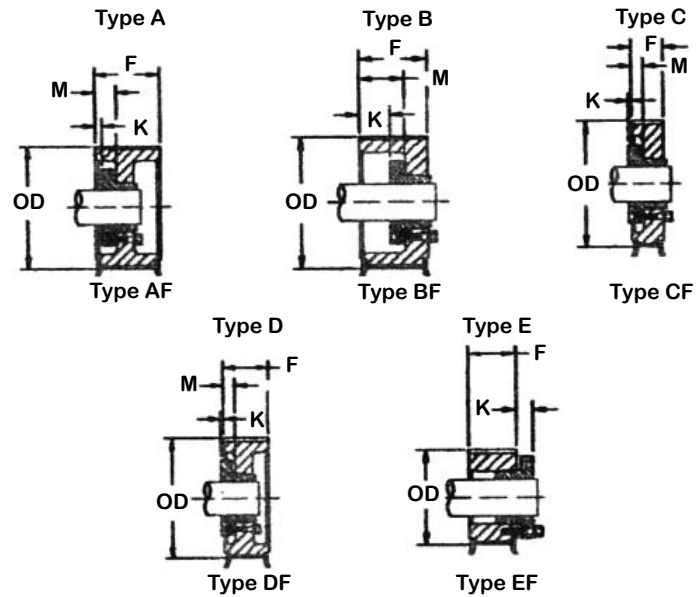 Type A
F
M
K
OD
Type AF
Type B
F
M
K
OD
Type BF
Type C
F
M
K
OD
Type CF
Type D
F
M
K
OD
Type DF
Type E
F
K
OD
Type EF